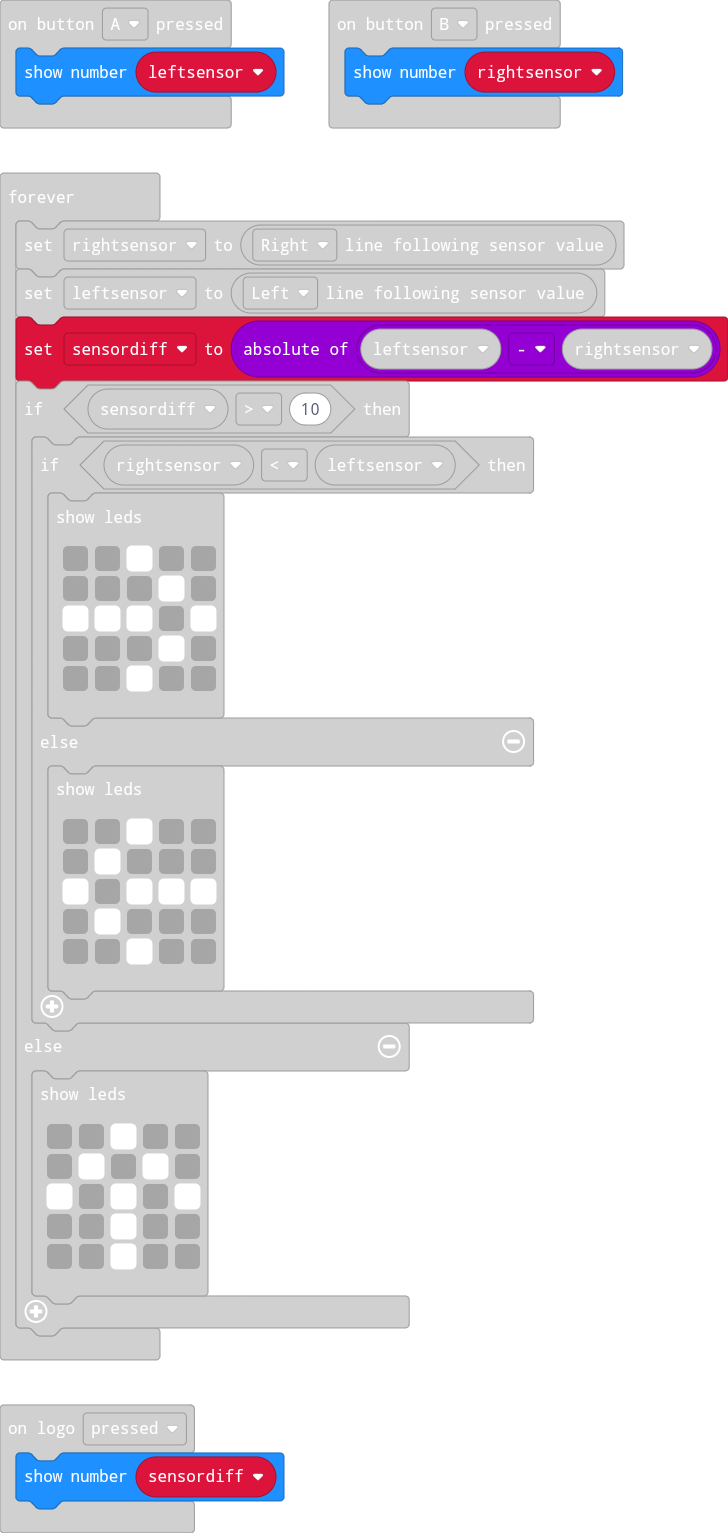 on button A pressed
show number leftsensor
on button B pressed
show number rightsensor
forever
set rightsensor to Right line following sensor value
set leftsensor to Left line following sensor value
set sensordiff to absolute of leftsensor - rightsensor
if sensordiff > 10 then
if rightsensor < leftsensor then
show leds
else
show leds
else
show leds
on logo pressed
show number sensordiff